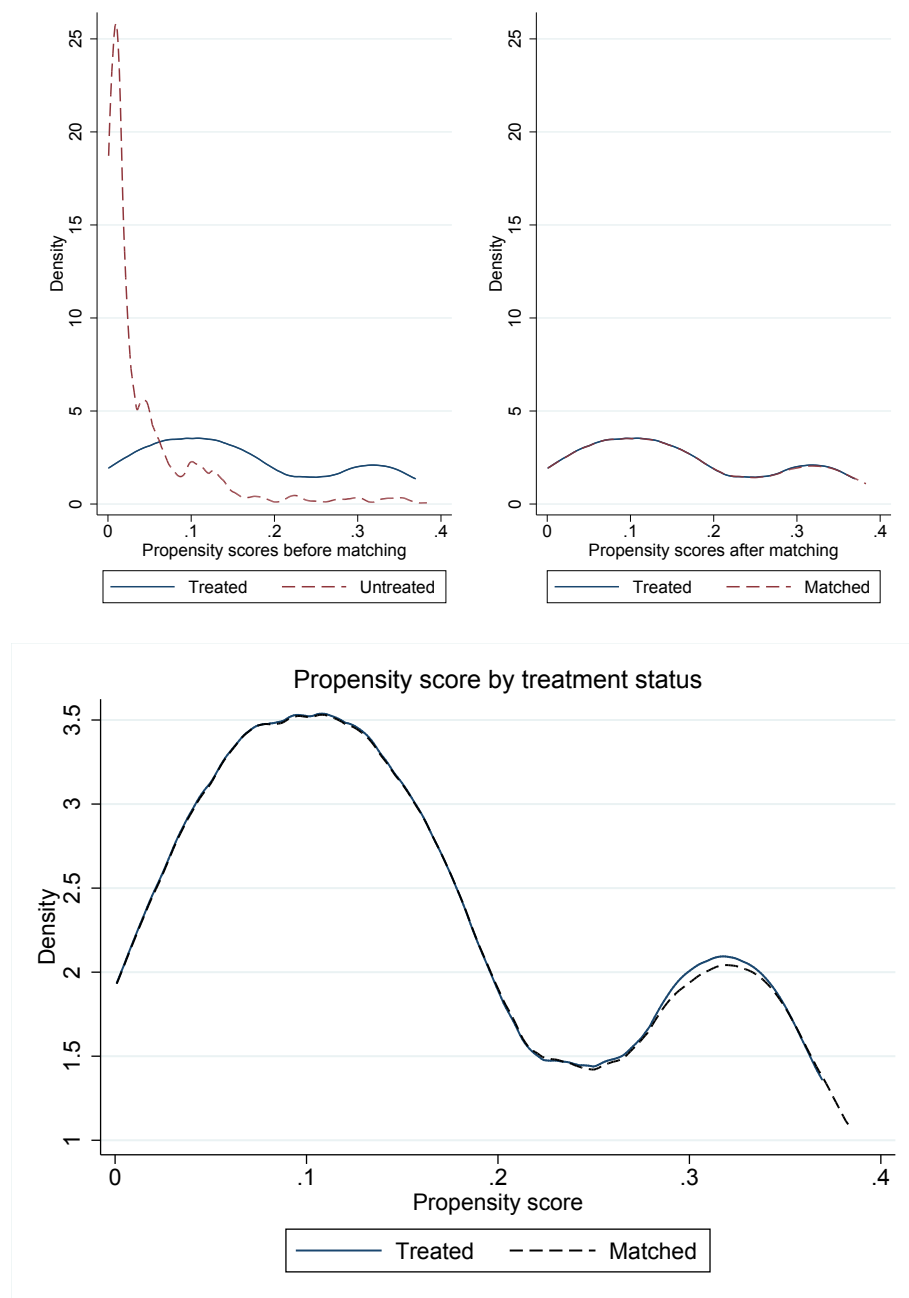 25
20
15
10
5
0
Density
0 .1 .2 .3 .4
Propensity scores before matching
Treated Untreated
25
20
15
10
5
0
Density
0 .1 .2 .3 .4
Propensity scores after matching
Treated Matched
Propensity score by treatment status
3.5
3
2.5
2
1.5
1
Density
0 .1 .2 .3 .4
Propensity score
Treated Matched